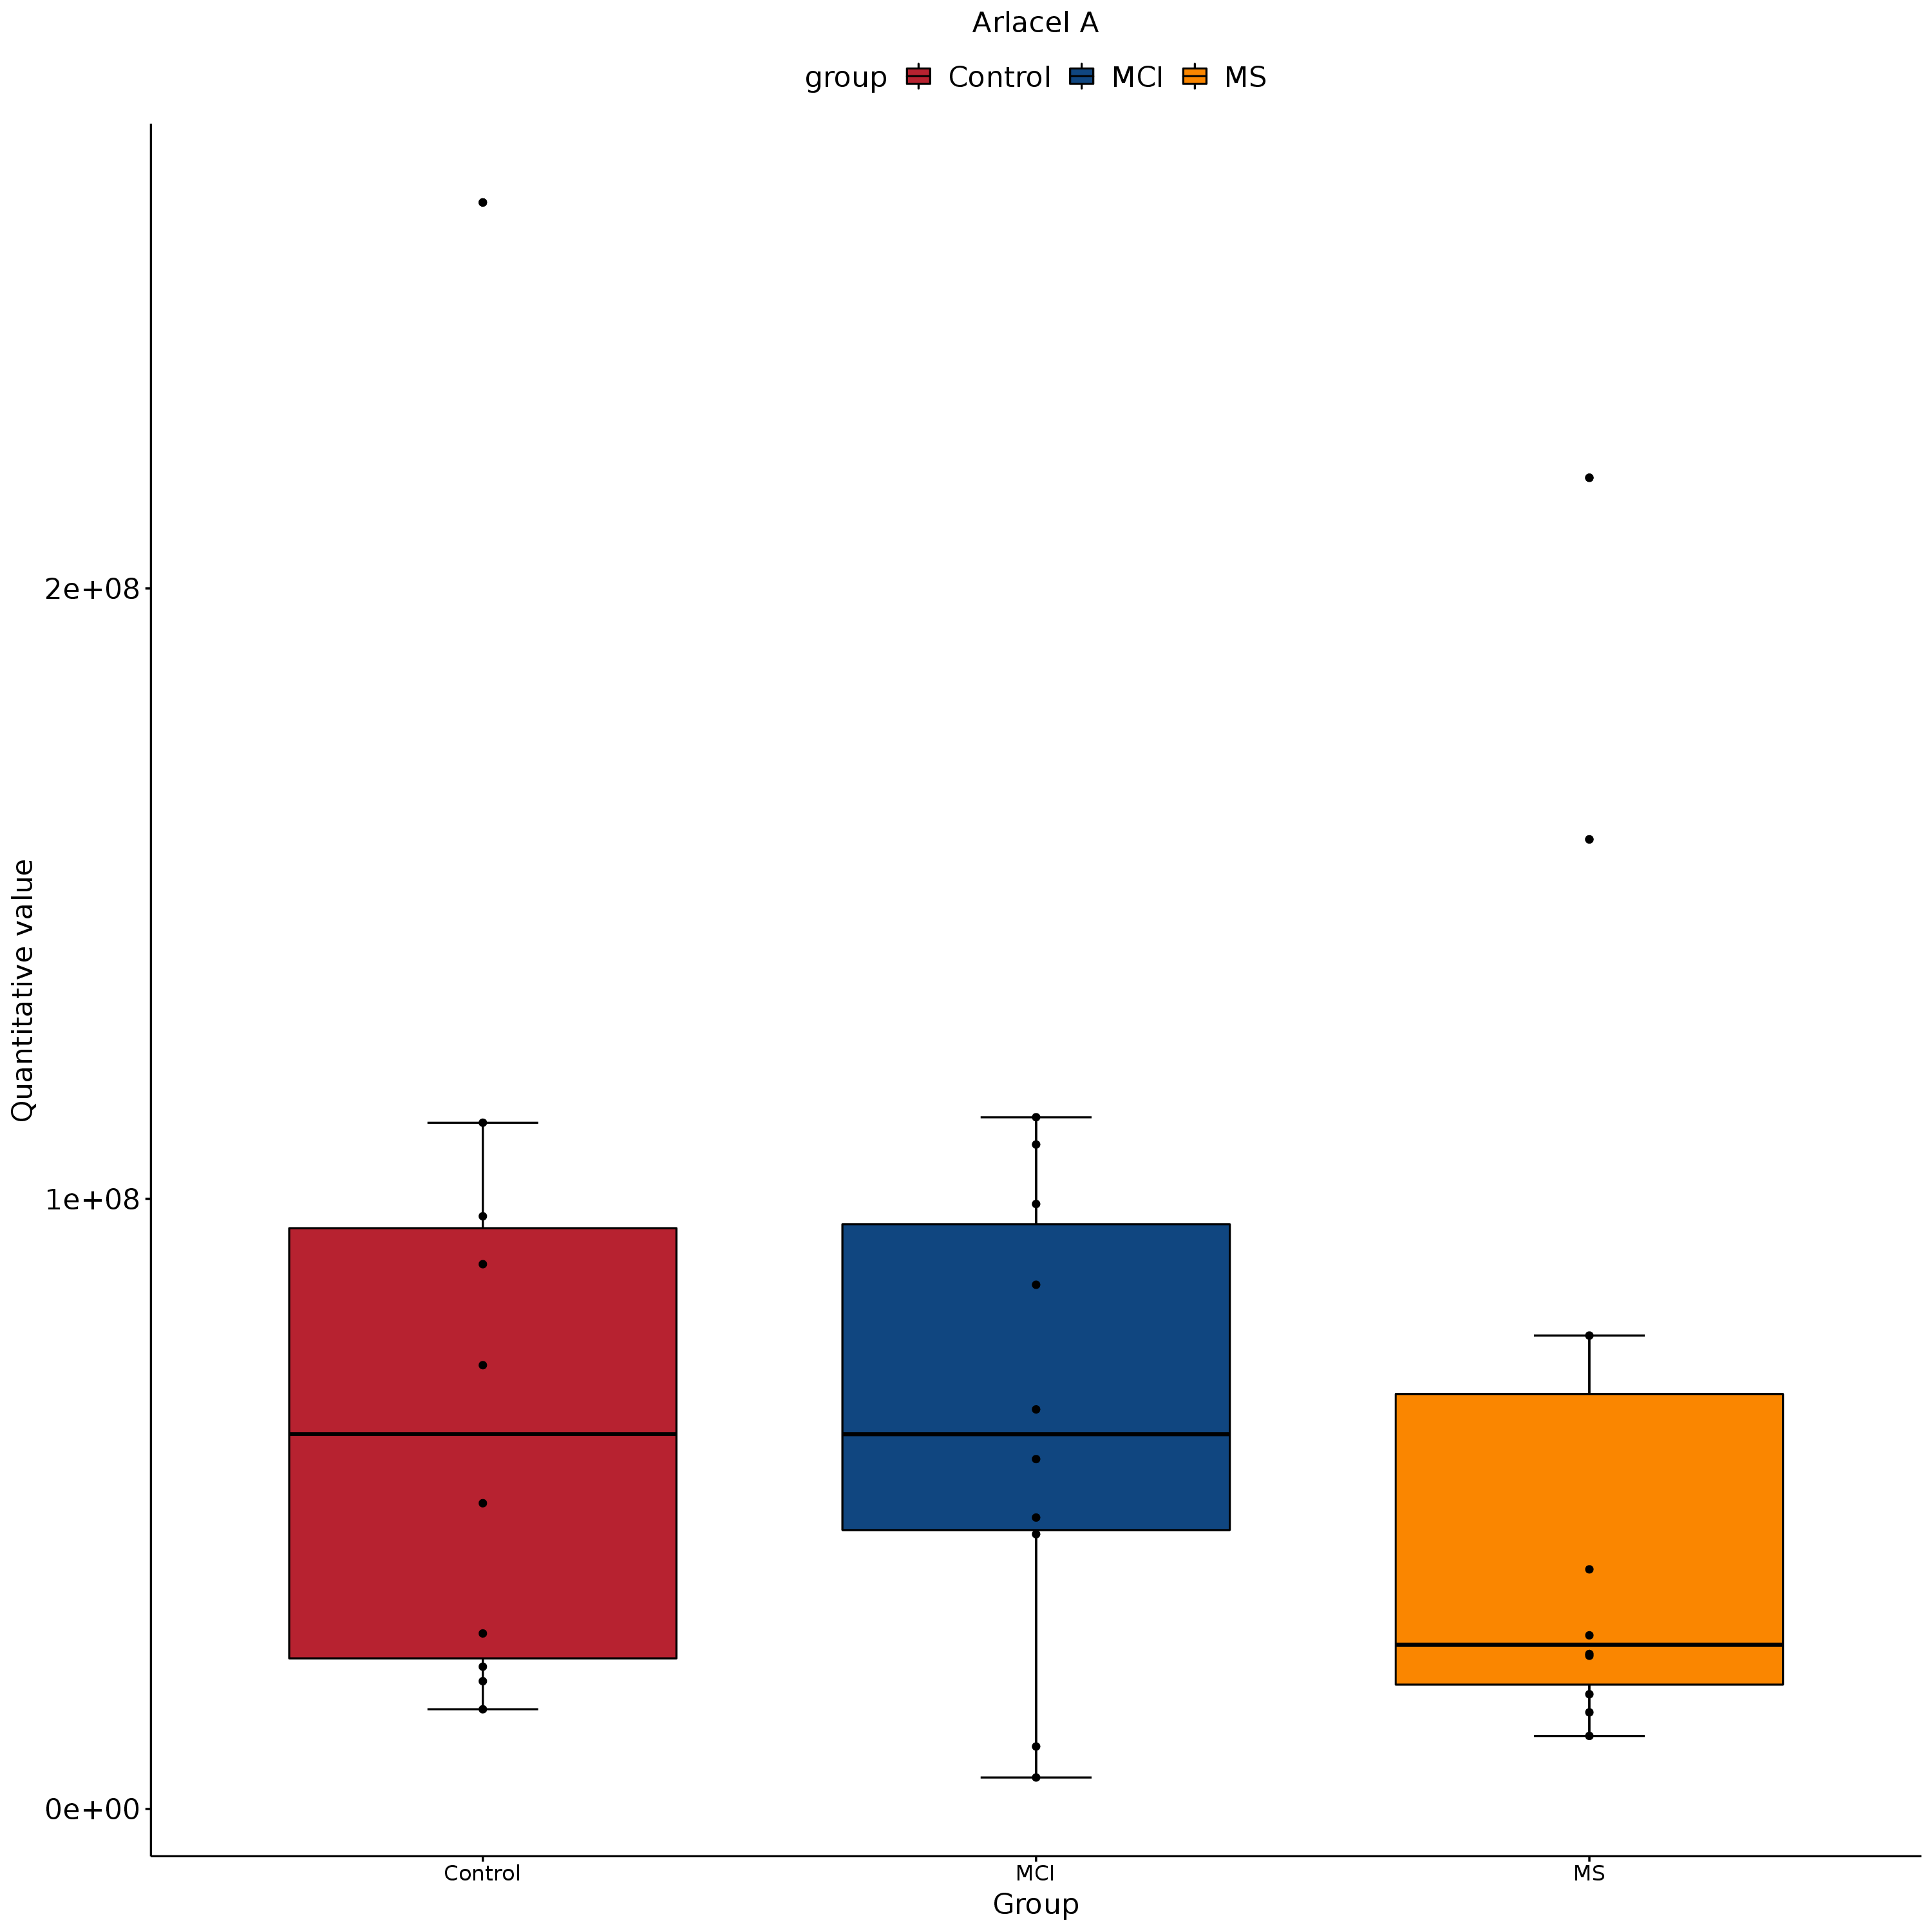 Arlacel A
group Control MCI MS
Quantitative value
2e+08
1e+08
0e+00
Control MCI MS
Group